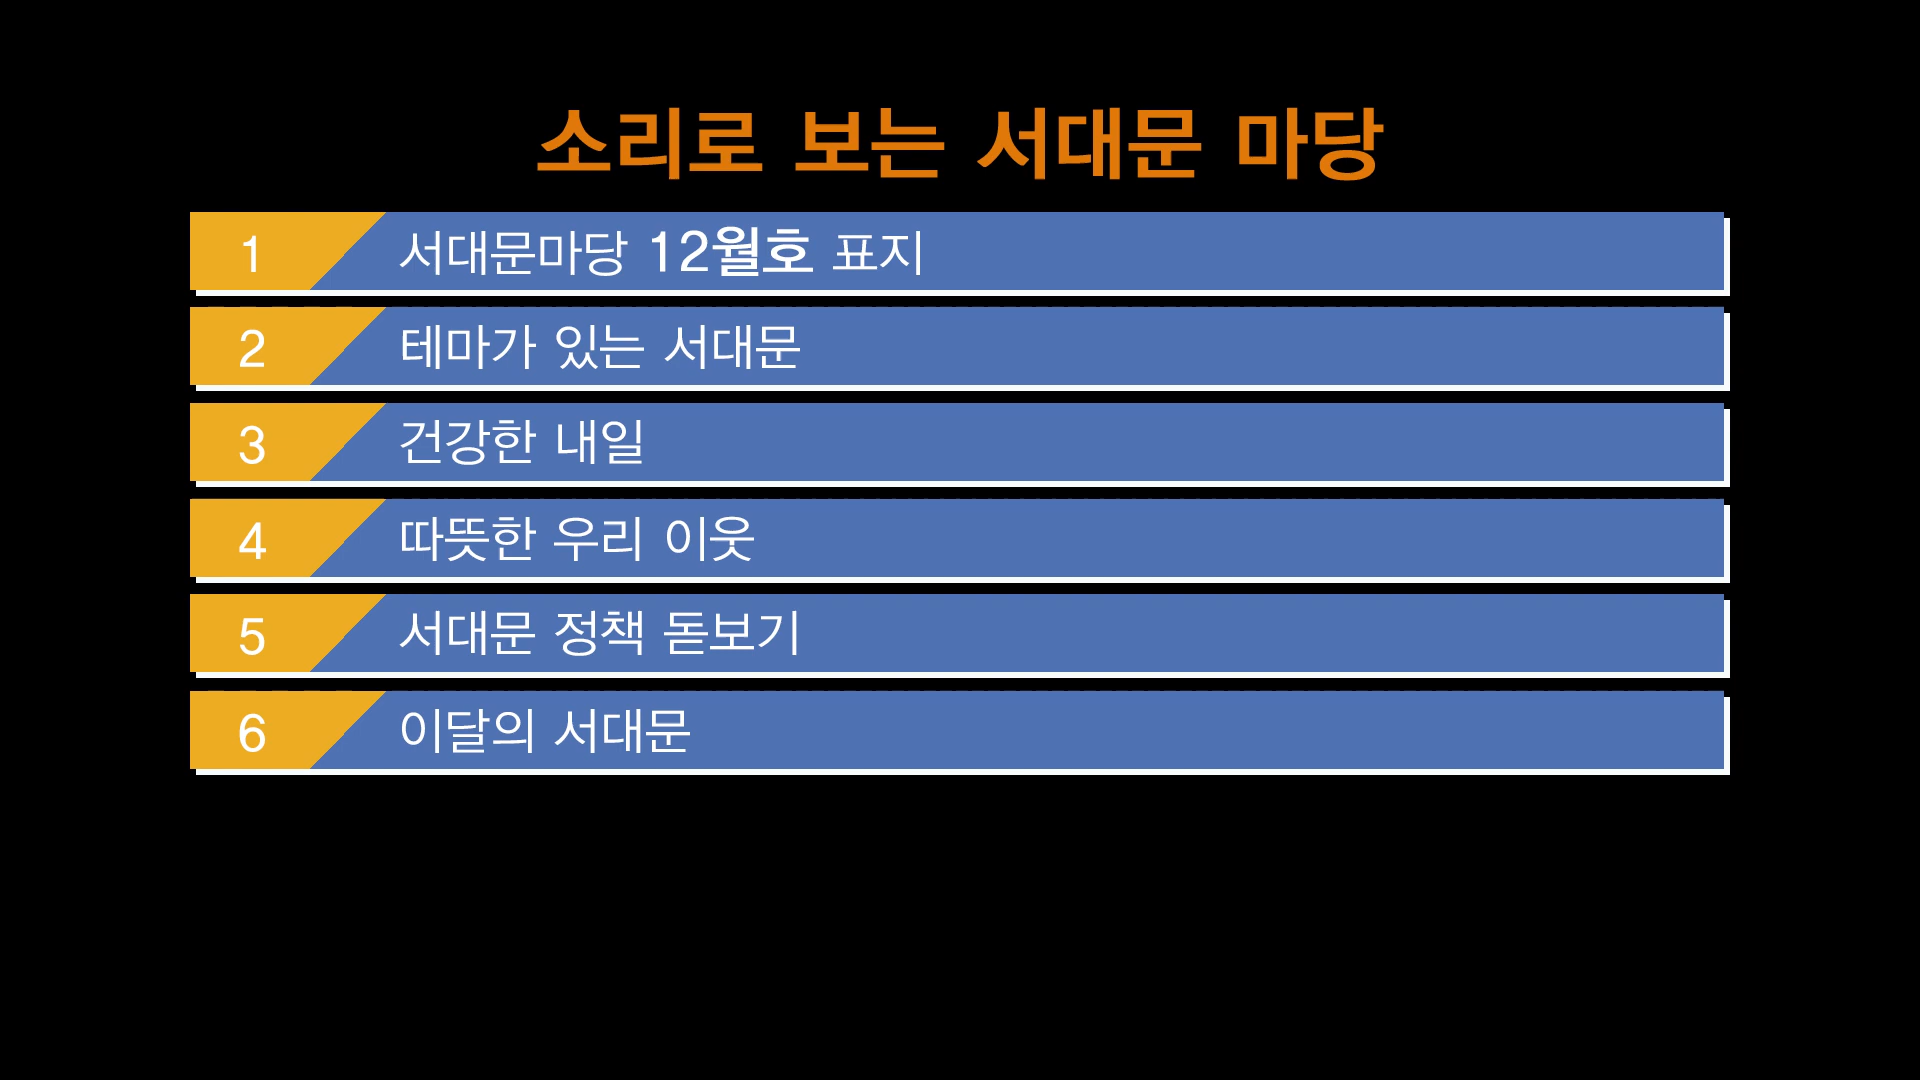 소리로 보는 서대문 마당
1 서대문마당 12월호 표지
2 테마가 있는 서대문
3 건강한 내일
4 따뜻한 우리 이웃
5 서대문 정책 돋보기
6 이달의 서대문